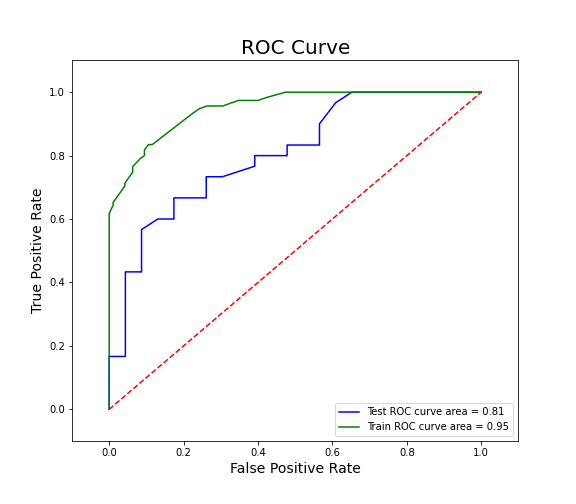 ROC Curve
1.0
0.8
0.6
0.4
0.2
0.0
True Positive Rate
0.0 0.2 0.4 0.6 0.8 1.0
False Positive Rate
Test ROC curve area = 0.81
Train ROC curve area = 0.95